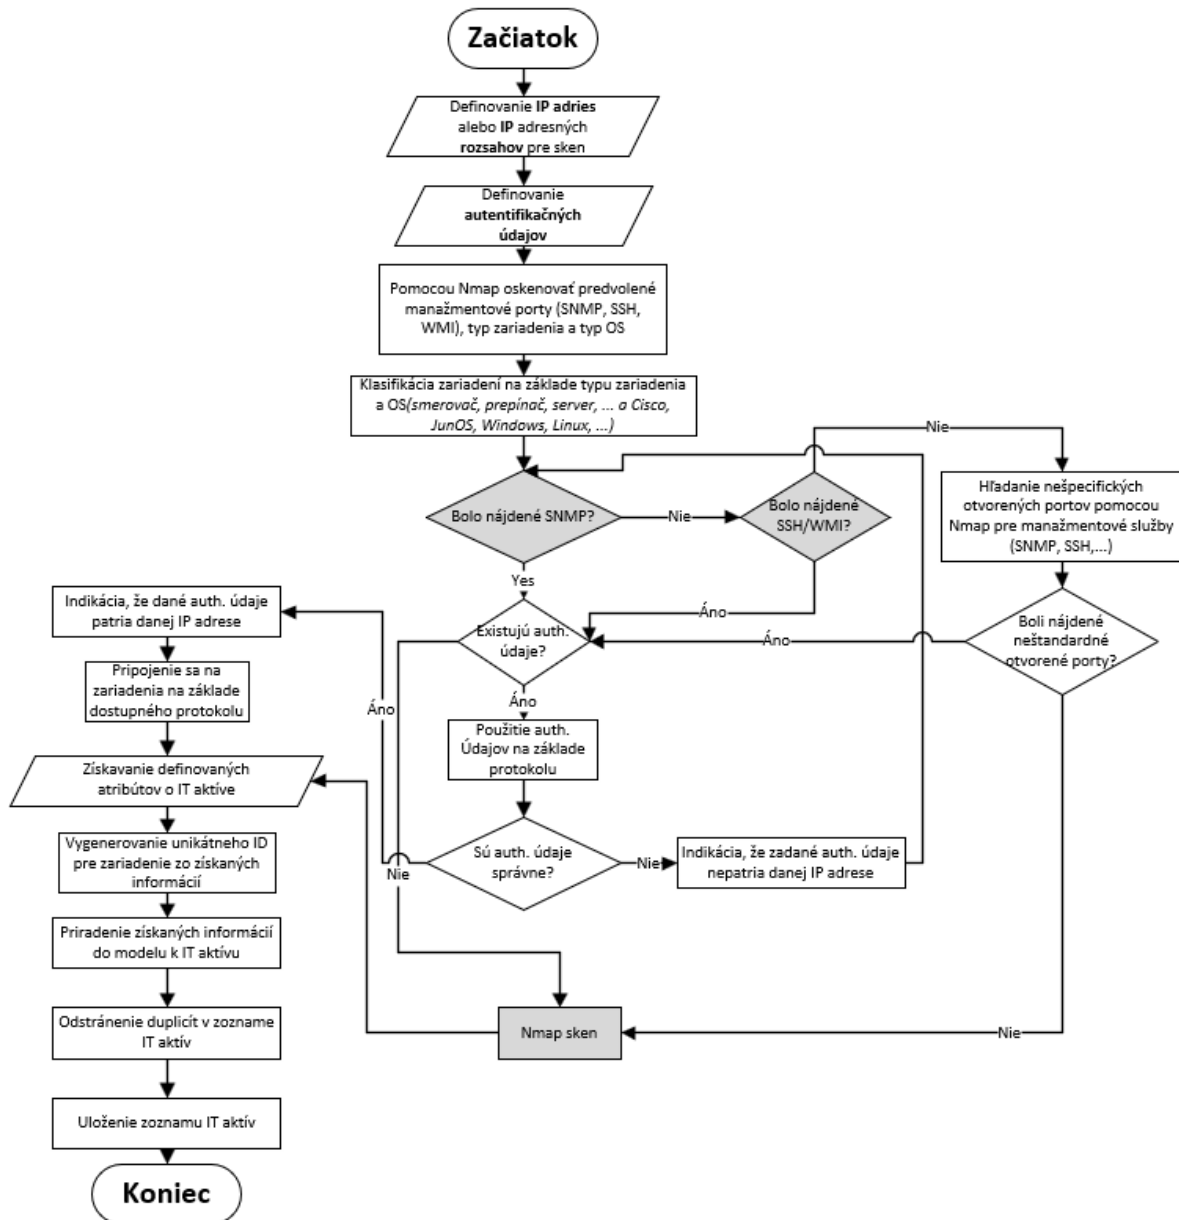 Začiatok
Definovanie IP adries
alebo IP adresných
rozsahov pre sken
Definovanie
autentifikačných
údajov
Pomocou Nmap oskenovať predvolené
manažmentové porty (SNMP, SSH,
WMI), typ zariadenia a typ OS
Klasifikácia zariadení na základe typu zariadenia
a OS(smerovač, prepínač, server, ... a Cisco,
JunOS, Windows, Linux, ...)
Bolo nájdené SNMP?
Nie
Bolo nájdené
SSH/WMI?
Nie
Hľadanie nešpecifických
otvorených portov pomocou
Nmap pre manažmentové služby
(SNMP, SSH,...)
Yes
Áno
Existujú auth.
údaje?
Áno
Boli nájdené
neštandardné
otvorené porty?
Indikácia, že dané auth. údaje
patria danej IP adrese
Pripojenie sa na
zariadenia na základe
dostupného protokolu
Áno
Áno
Použitie auth.
Údajov na základe
protokolu
Získavanie definovaných
atribútov o IT aktíve
Vygenerovanie unikátneho ID
pre zariadenie zo získaných
informácií
Nie
Sú auth. údaje
správne?
Nie
Indikácia, že zadané auth. údaje
nepatria danej IP adrese
Priradenie získaných informácií
do modelu k IT aktívu
Odstránenie duplicít v zozname
IT aktív
Nmap sken
Nie
Uloženie zoznamu IT aktív
Koniec